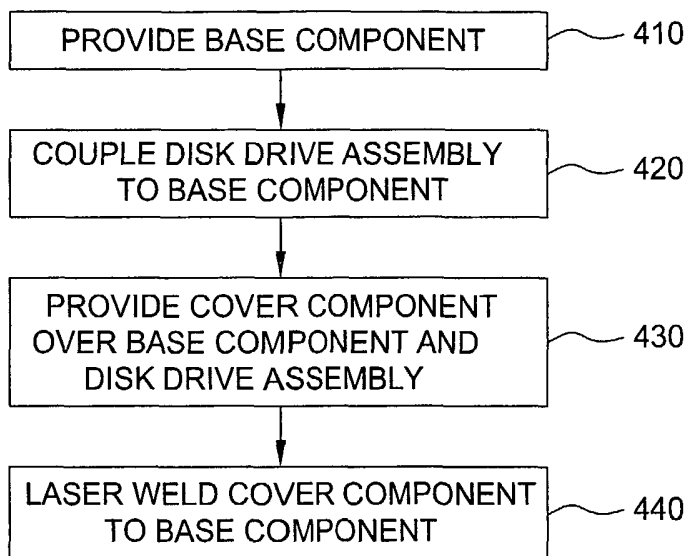 PROVIDE BASE COMPONENT
410
COUPLE DISK DRIVE ASSEMBLY
TO BASE COMPONENT
420
PROVIDE COVER COMPONENT
OVER BASE COMPONENT AND
DISK DRIVE ASSEMBLY
430
LASER WELD COVER COMPONENT
TO BASE COMPONENT
440